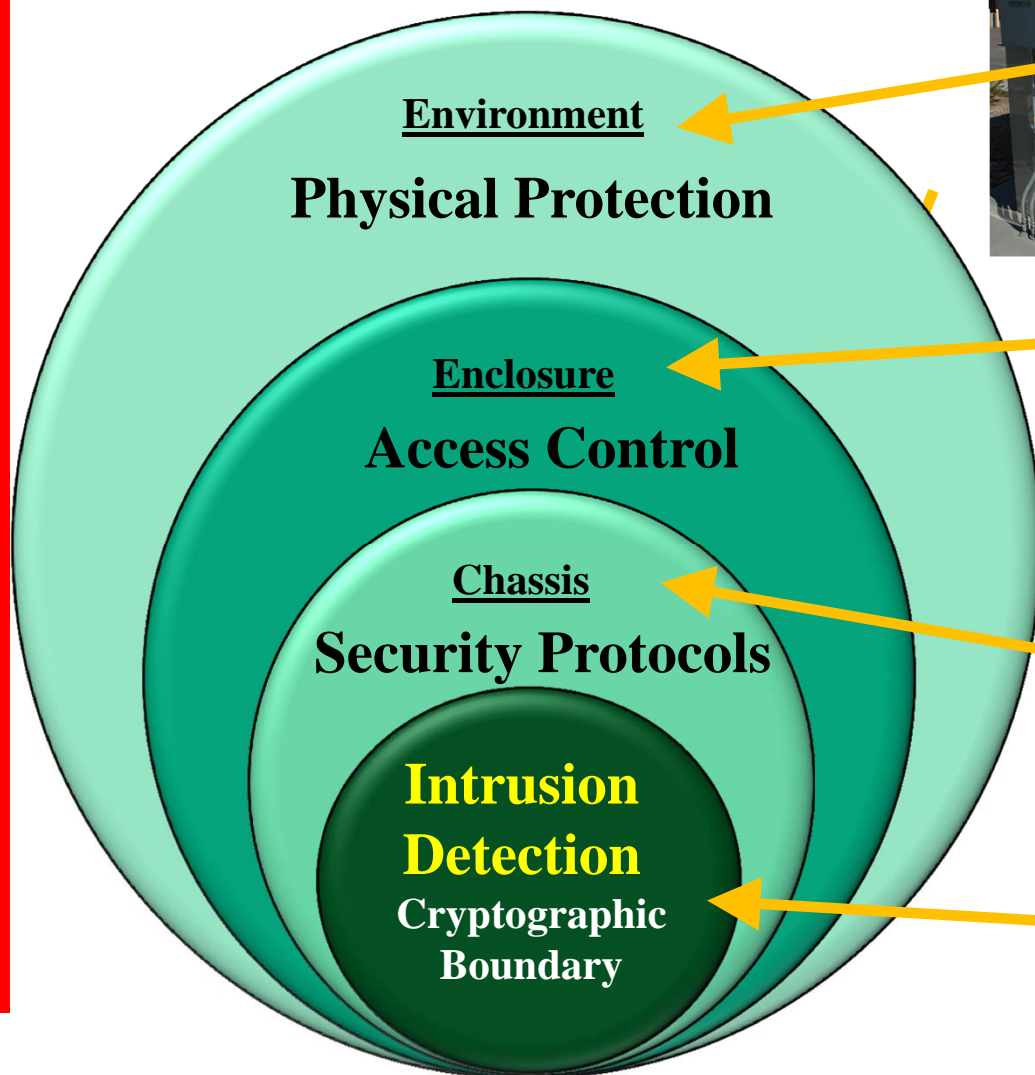 Environment
Physical Protection
Enclosure
Access Control
Chassis
Security Protocols
Intrusion
Detection
Cryptographic
Boundary